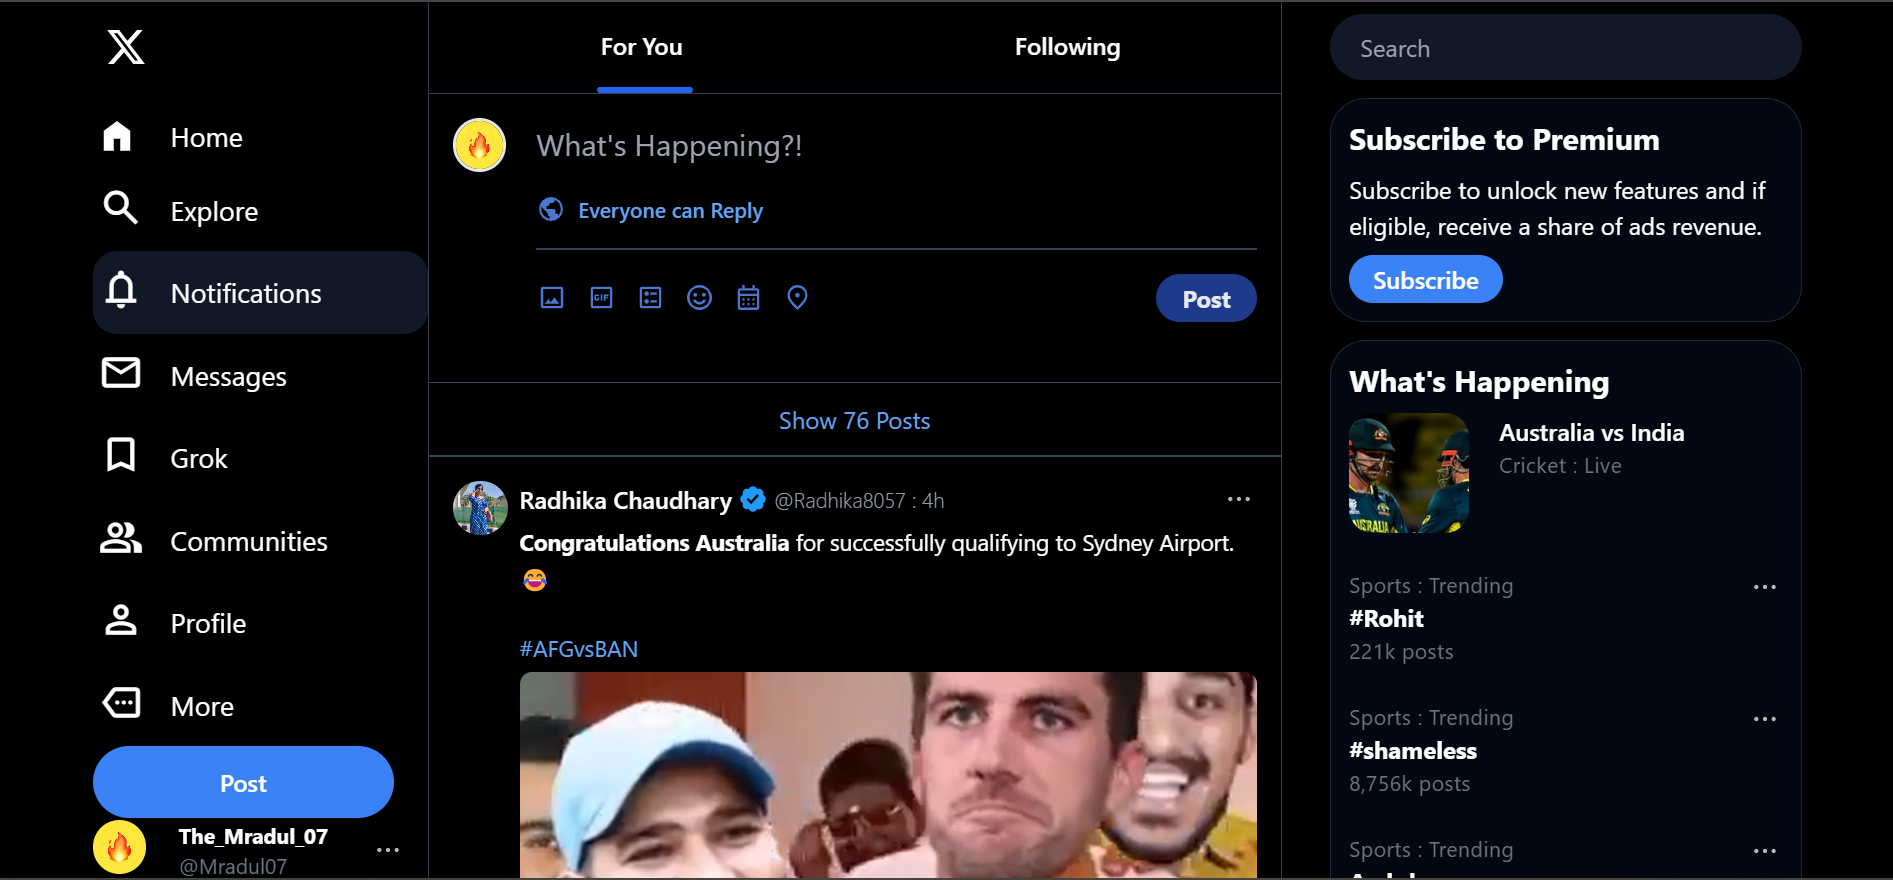 Home
Explore
Notifications
Messages
Grok
Communities
Profile
More
Post
The_Mradul_07
@Mradul07
For You
Following
What's Happening?!
Everyone can Reply
GIF
Post
Show 76 Posts
Radhika Chaudhary @Radhika8057 : 4h
Congratulations Australia for successfully qualifying to Sydney Airport.
😂
#AFGvsBAN
Search
Subscribe to Premium
Subscribe to unlock new features and if
eligible, receive a share of ads revenue.
Subscribe
What's Happening
AUSTRALIA
Australia vs India
Cricket : Live
Sports : Trending
#Rohit
221k posts
Sports : Trending
#shameless
8,756k posts
Sports : Trending